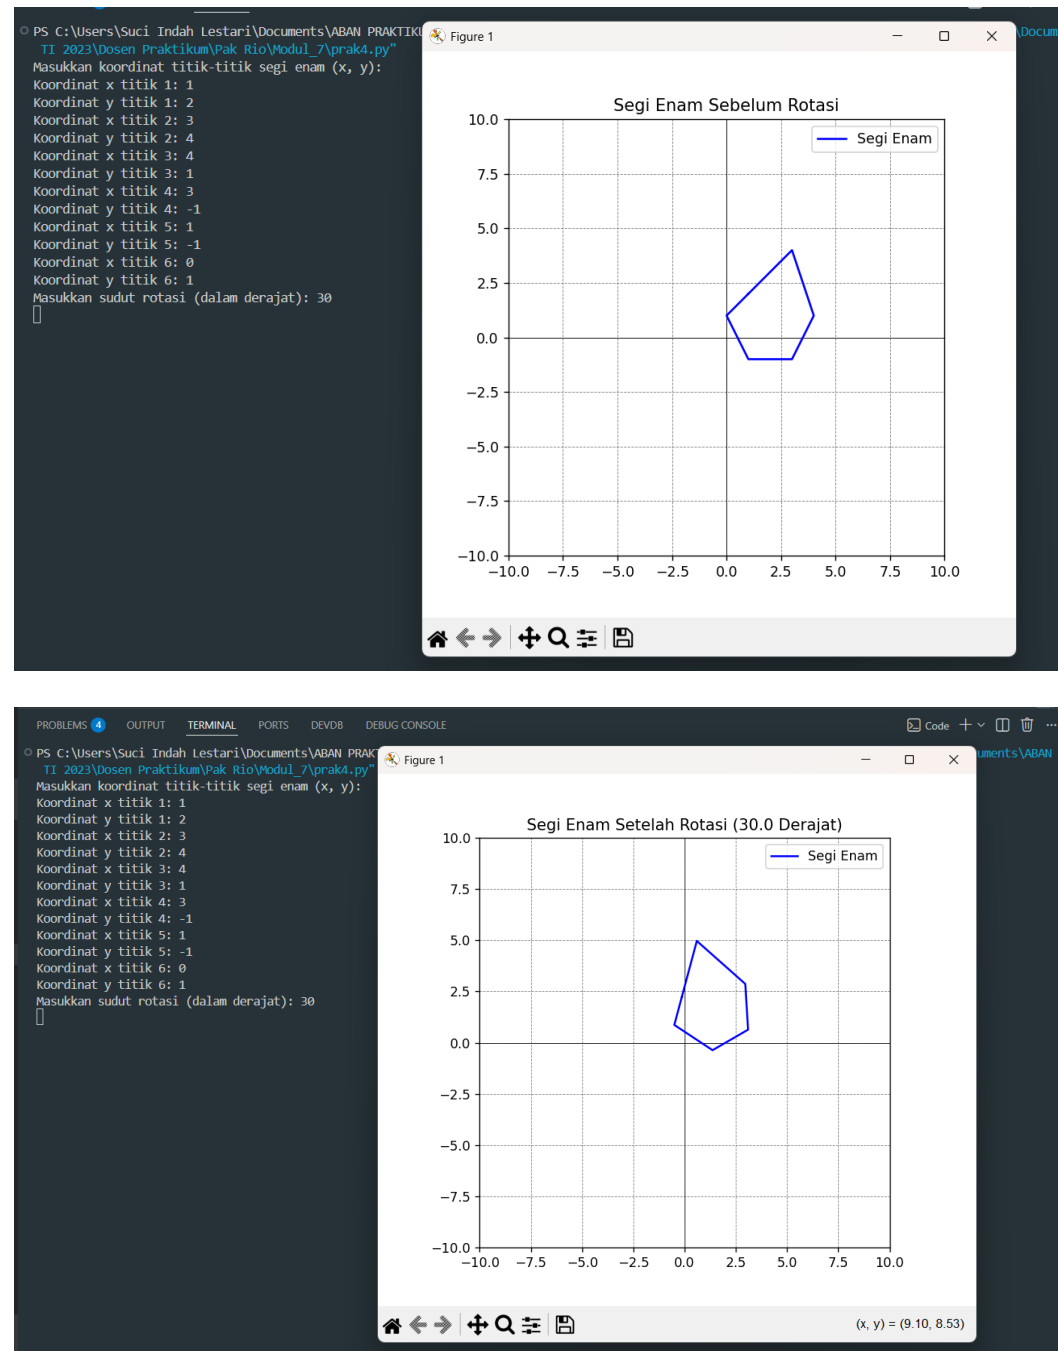 PS C:\Users\Suci Indah Lestari\Documents\ABAN PRAKTIK
\Docum
TI 2023\Dosen Praktikum\Pak Rio\Modul_7\prak4.py"
Masukkan koordinat titik-titik segi enam (x, y):
Koordinat x titik 1: 1
Koordinat y titik 1: 2
Koordinat x titik 2: 3
Koordinat y titik 2: 4
Koordinat x titik 3: 4
Koordinat y titik 3: 1
Koordinat x titik 4: 3
Koordinat y titik 4: -1
Koordinat x titik 5: 1
Koordinat y titik 5: -1
Koordinat x titik 6: 0
Koordinat y titik 6: 1
Masukkan sudut rotasi (dalam derajat): 30
Figure 1
Segi Enam Sebelum Rotasi
Segi Enam
10.0
7.5
5.0
2.5
0.0
−2.5
−5.0
−7.5
−10.0
−10.0 −7.5 −5.0 −2.5 0.0 2.5 5.0 7.5 10.0
PROBLEMS 4 OUTPUT TERMINAL PORTS DEVDB DEBUG CONSOLE
Code
PS C:\Users\Suci Indah Lestari\Documents\ABAN PRAK
uments\ABAN
TI 2023\Dosen Praktikum\Pak Rio\Modul_7\prak4.py"
Masukkan koordinat titik-titik segi enam (x, y):
Koordinat x titik 1: 1
Koordinat y titik 1: 2
Koordinat x titik 2: 3
Koordinat y titik 2: 4
Koordinat x titik 3: 4
Koordinat y titik 3: 1
Koordinat x titik 4: 3
Koordinat y titik 4: -1
Koordinat x titik 5: 1
Koordinat y titik 5: -1
Koordinat x titik 6: 0
Koordinat y titik 6: 1
Masukkan sudut rotasi (dalam derajat): 30
Figure 1
Segi Enam Setelah Rotasi (30.0 Derajat)
Segi Enam
10.0
7.5
5.0
2.5
0.0
−2.5
−5.0
−7.5
−10.0
−10.0 −7.5 −5.0 −2.5 0.0 2.5 5.0 7.5 10.0
(x, y) = (9.10, 8.53)